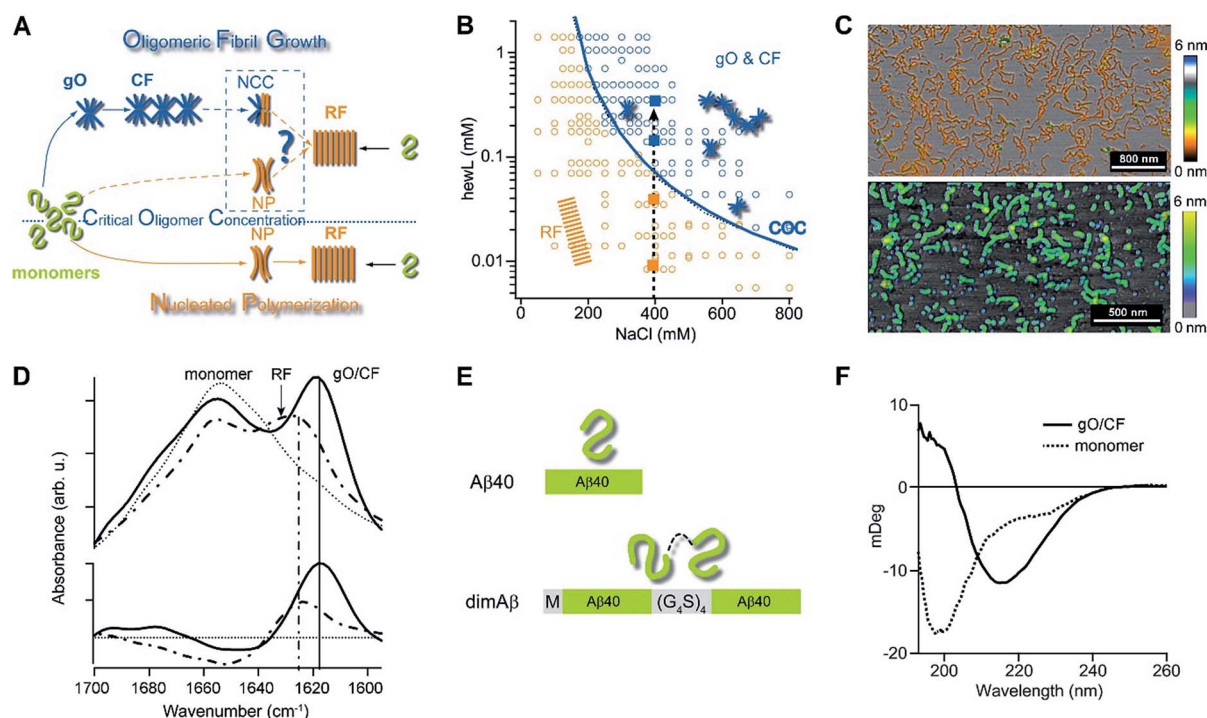 A
Oligomeric Fibril Growth
gO
CF
NCC
RF
?
NP
Critical Oligomer Concentration
monomers
NP
RF
Nucleated Polymerization
B
hewL (mM)
1
0.1
0.01
gO & CF
RF
COC
0
200
400
600
800
NaCl (mM)
C
6 nm
0 nm
800 nm
6 nm
0 nm
500 nm
D
monomer
RF
gO/CF
Absorbance (arb. u.)
1700
1680
1660
1640
1620
1600
Wavenumber (cm⁻¹)
E
Aβ40
Aβ40
dimAβ
M
Aβ40
(G₄S)₄
Aβ40
F
10
0
-10
-20
mDeg
gO/CF
monomer
200
220
240
260
Wavelength (nm)